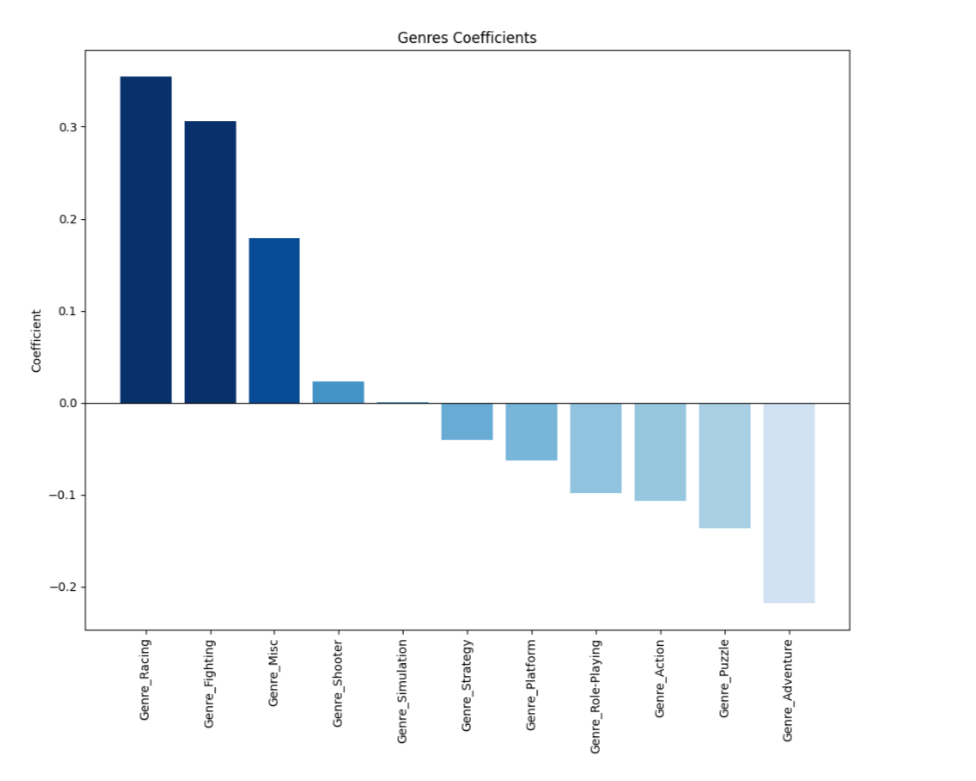 Genres Coefficients
Coefficient
0.3
0.2
0.1
0.0
−0.1
−0.2
Genre_Racing
Genre_Fighting
Genre_Misc
Genre_Shooter
Genre_Simulation
Genre_Strategy
Genre_Platform
Genre_Role-Playing
Genre_Action
Genre_Puzzle
Genre_Adventure